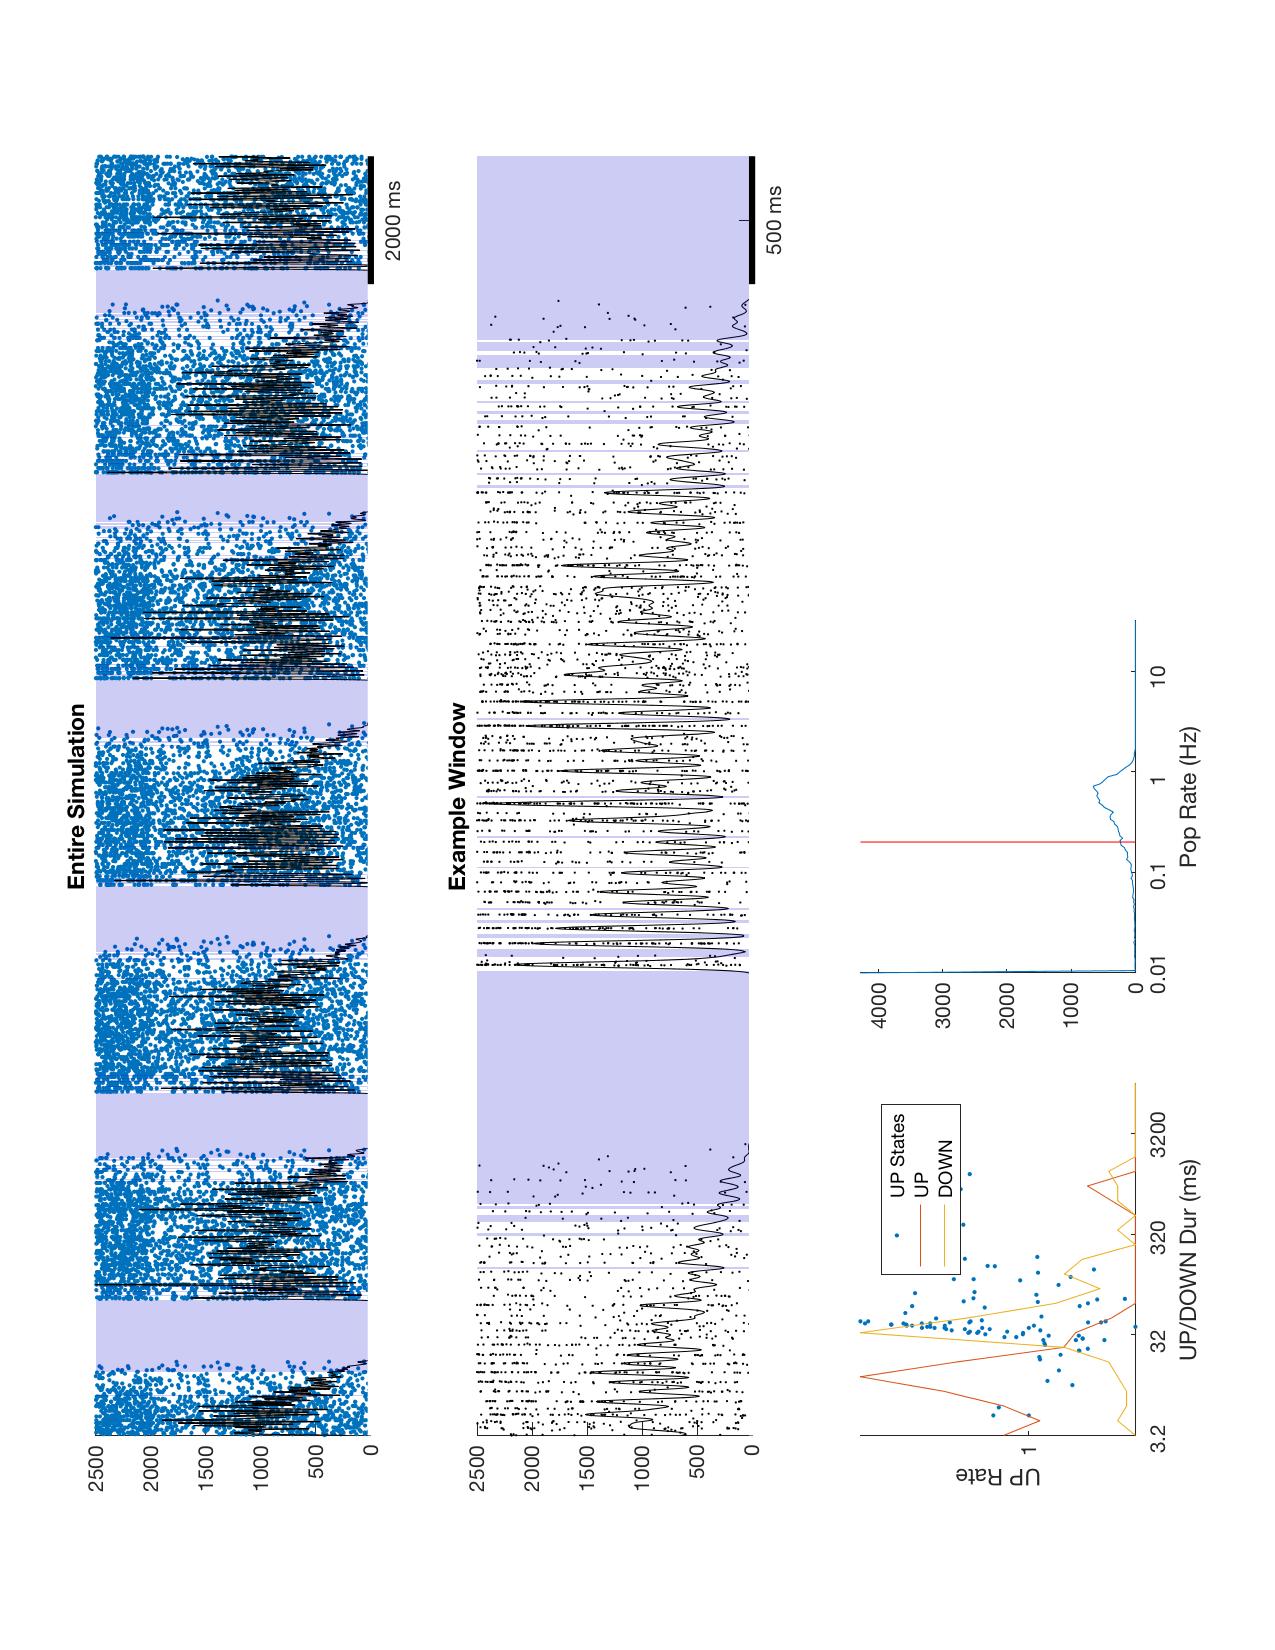 Entire Simulation
2500
2000
1500
1000
500
0
2000 ms
Example Window
2500
2000
1500
1000
500
0
500 ms
UP Rate
1
3.2 32 320 3200
UP/DOWN Dur (ms)
UP States
UP
DOWN
4000
3000
2000
1000
0
0.01 0.1 1 10
Pop Rate (Hz)